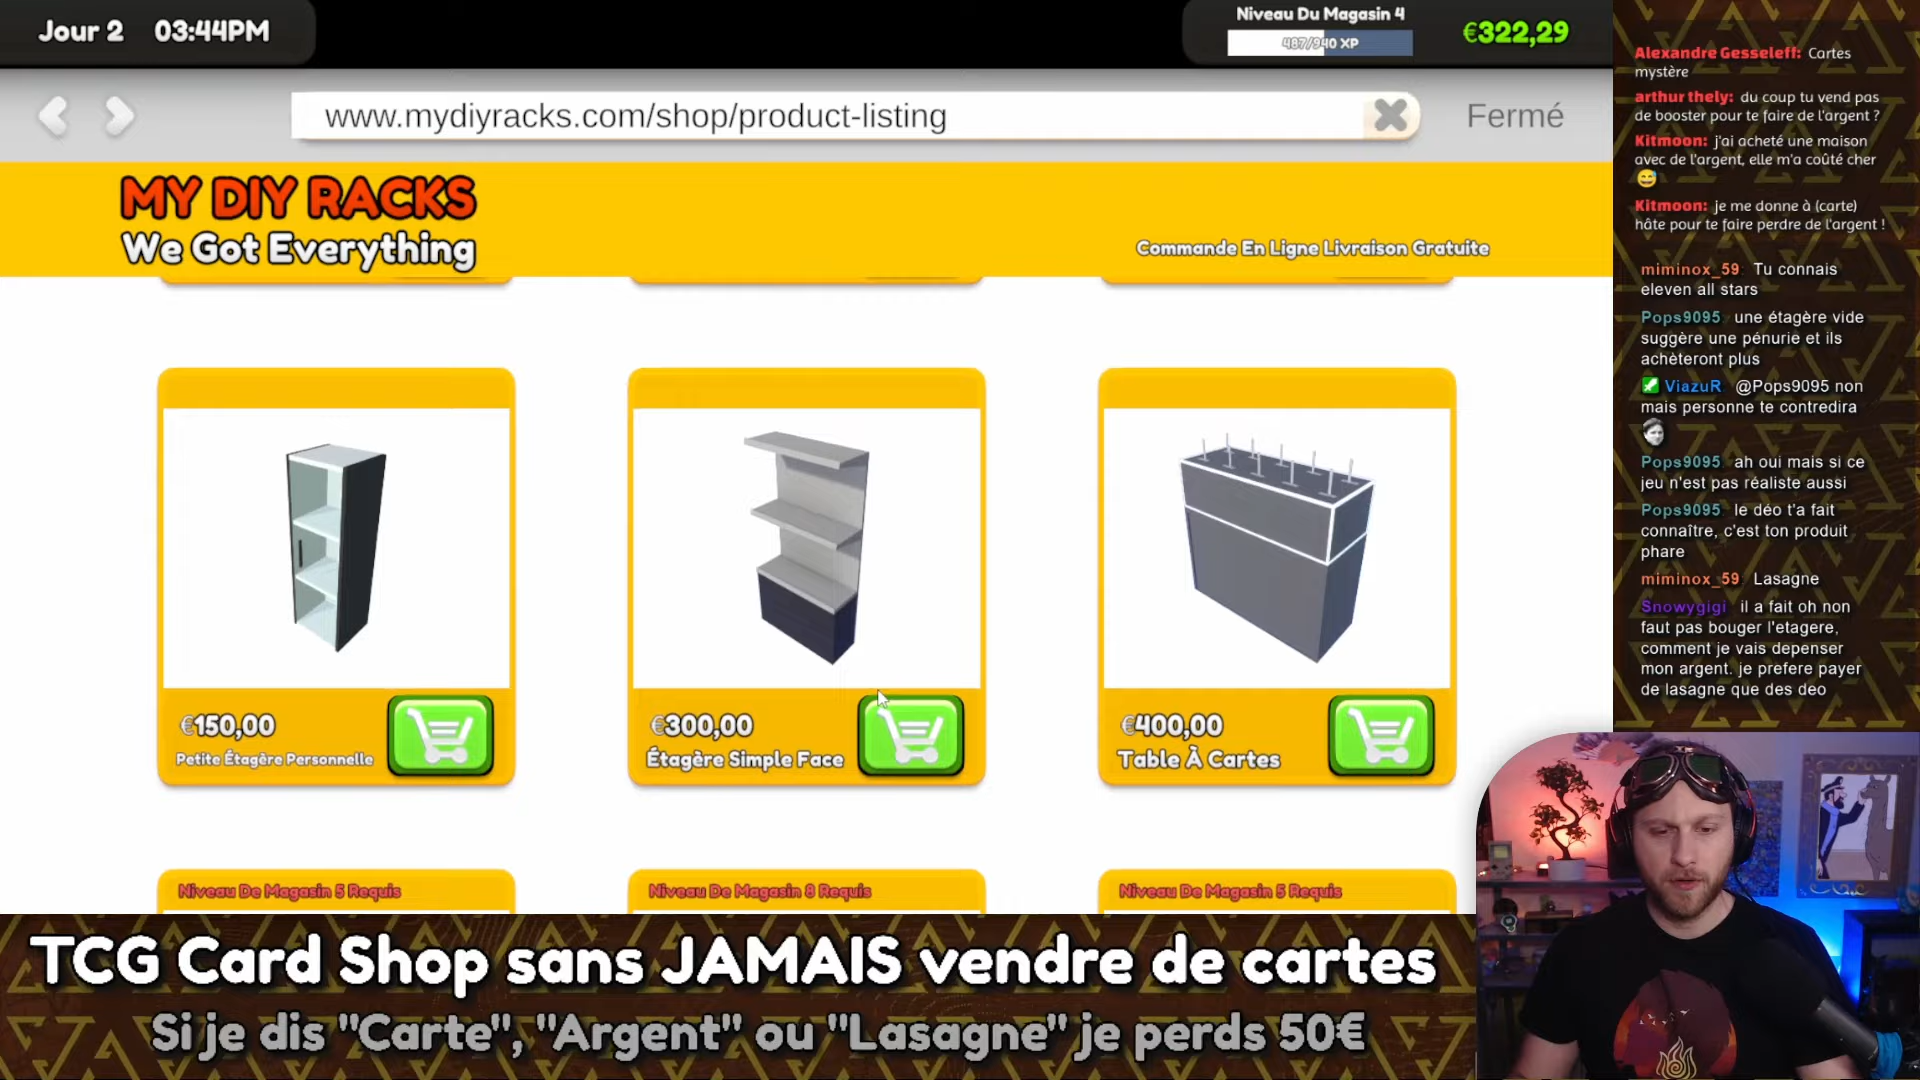 Jour 2 03:44PM
Niveau Du Magasin 4
487/940 XP
€322,29
www.mydiyracks.com/shop/product-listing
Fermé
MY DIY RACKS
We Got Everything
Commande En Ligne Livraison Gratuite
€150,00
Petite Étagère Personnelle
€300,00
Étagère Simple Face
€400,00
Table À Cartes
Niveau De Magasin 5 Requis
Niveau De Magasin 8 Requis
Niveau De Magasin 5 Requis
Alexandre Gesseleff: Cartes
mystère
arthur thely: du coup tu vend pas
de booster pour te faire de l'argent ?
Kitmoon: j'ai acheté une maison
avec de l'argent, elle m'a coûté cher
😅
Kitmoon: je me donne à (carte)
hâte pour te faire perdre de l'argent !
miminox_59 Tu connais
eleven all stars
Pops9095 une étagère vide
suggère une pénurie et ils
achèteront plus
ViazuR @Pops9095 non
mais personne te contredira
Pops9095 ah oui mais si ce
jeu n'est pas réaliste aussi
Pops9095 le déo t'a fait
connaître, c'est ton produit
phare
miminox_59 Lasagne
Snowygigi il a fait oh non
faut pas bouger l'etagere,
comment je vais depenser
mon argent. je prefere payer
de lasagne que des deo
TCG Card Shop sans JAMAIS vendre de cartes
Si je dis "Carte", "Argent" ou "Lasagne" je perds 50€